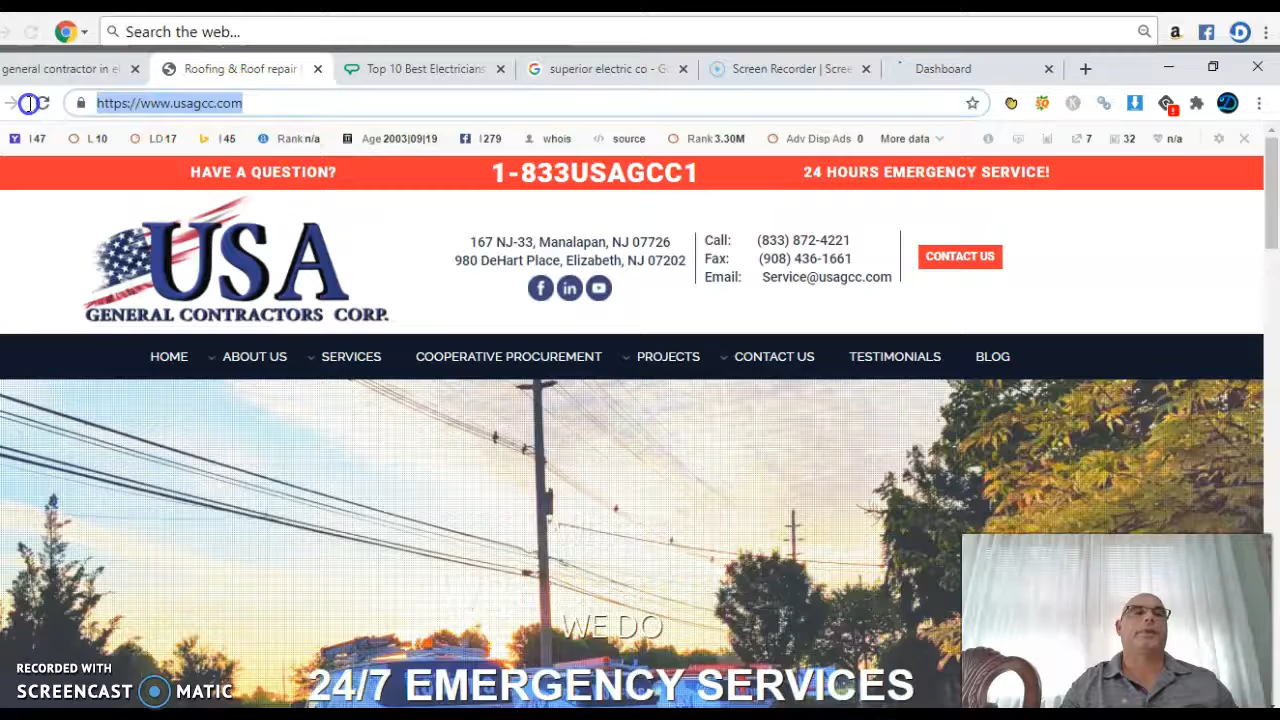 Search the web...
general contractor in el
Roofing & Roof repair
Top 10 Best Electricians
superior electric co - G
Screen Recorder | Scree
Dashboard
https://www.usagcc.com
I 47
L 10
LD 17
I 45
Rank n/a
Age 2003|09|19
I 279
whois
source
Rank 3.30M
Adv Disp Ads 0
More data
7
32
n/a
HAVE A QUESTION?
1-833USAGCC1
24 HOURS EMERGENCY SERVICE!
USA
GENERAL CONTRACTORS CORP.
167 NJ-33, Manalapan, NJ 07726
980 DeHart Place, Elizabeth, NJ 07202
Call: (833) 872-4221
Fax: (908) 436-1661
Email: Service@usagcc.com
CONTACT US
HOME
ABOUT US
SERVICES
COOPERATIVE PROCUREMENT
PROJECTS
CONTACT US
TESTIMONIALS
BLOG
WE DO
24/7 EMERGENCY SERVICES
RECORDED WITH
SCREENCAST MATIC